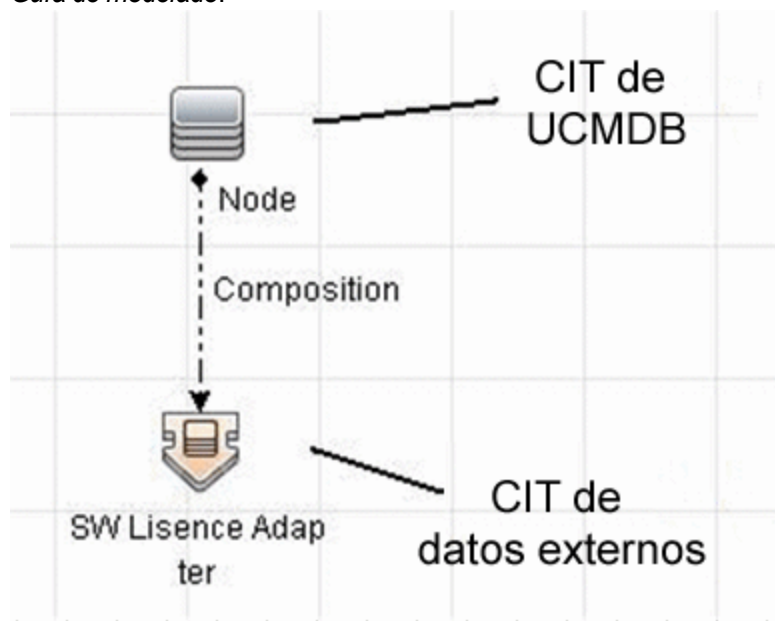 Guía de modelado.
CIT de
UCMDB
Node
Composition
SW Lisence Adap
ter
CIT de
datos externos